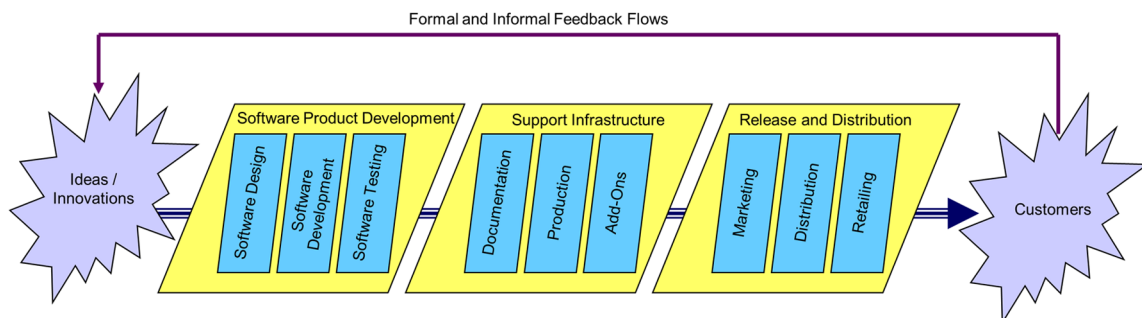 Formal and Informal Feedback Flows
Ideas /
Innovations
Software Product Development
Software Design
Software
Development
Software Testing
Support Infrastructure
Documentation
Production
Add-Ons
Release and Distribution
Marketing
Distribution
Retailing
Customers